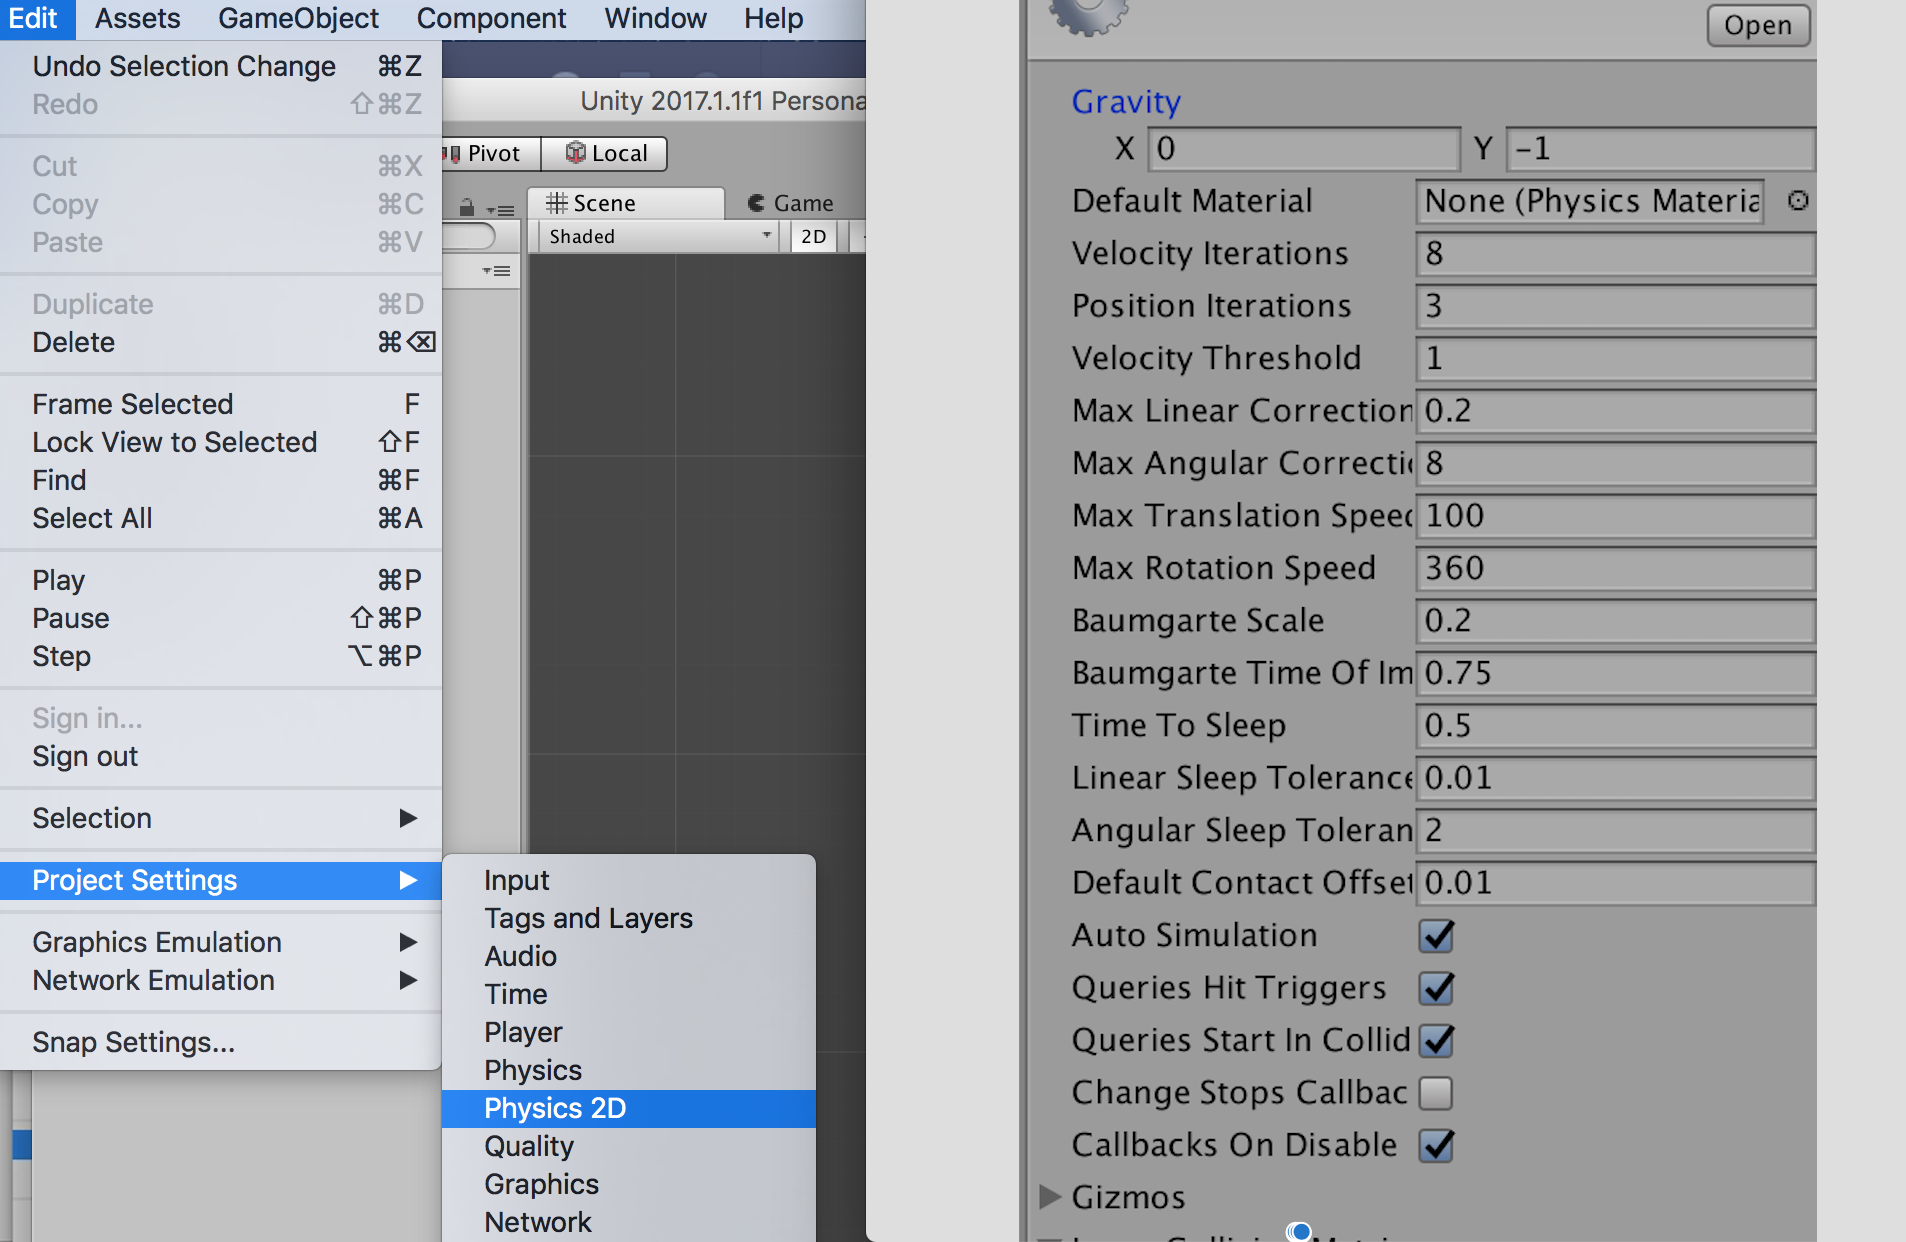 Edit Assets GameObject Component Window Help
Undo Selection Change ⌘Z
Redo ⇧⌘Z
Cut ⌘X
Copy ⌘C
Paste ⌘V
Duplicate ⌘D
Delete ⌘⌫
Frame Selected F
Lock View to Selected ⇧F
Find ⌘F
Select All ⌘A
Play ⌘P
Pause ⇧⌘P
Step ⌥⌘P
Sign in...
Sign out
Selection ▶
Project Settings ▶
Graphics Emulation ▶
Network Emulation ▶
Snap Settings...
Unity 2017.1.1f1 Persona
Pivot Local
Scene Game
Shaded 2D
Input
Tags and Layers
Audio
Time
Player
Physics
Physics 2D
Quality
Graphics
Network
Open
Gravity
X 0 Y -1
Default Material None (Physics Materia
Velocity Iterations 8
Position Iterations 3
Velocity Threshold 1
Max Linear Correction 0.2
Max Angular Correctic 8
Max Translation Speed 100
Max Rotation Speed 360
Baumgarte Scale 0.2
Baumgarte Time Of Im 0.75
Time To Sleep 0.5
Linear Sleep Tolerance 0.01
Angular Sleep Toleran 2
Default Contact Offset 0.01
Auto Simulation
Queries Hit Triggers
Queries Start In Collid
Change Stops Callbac
Callbacks On Disable
Gizmos